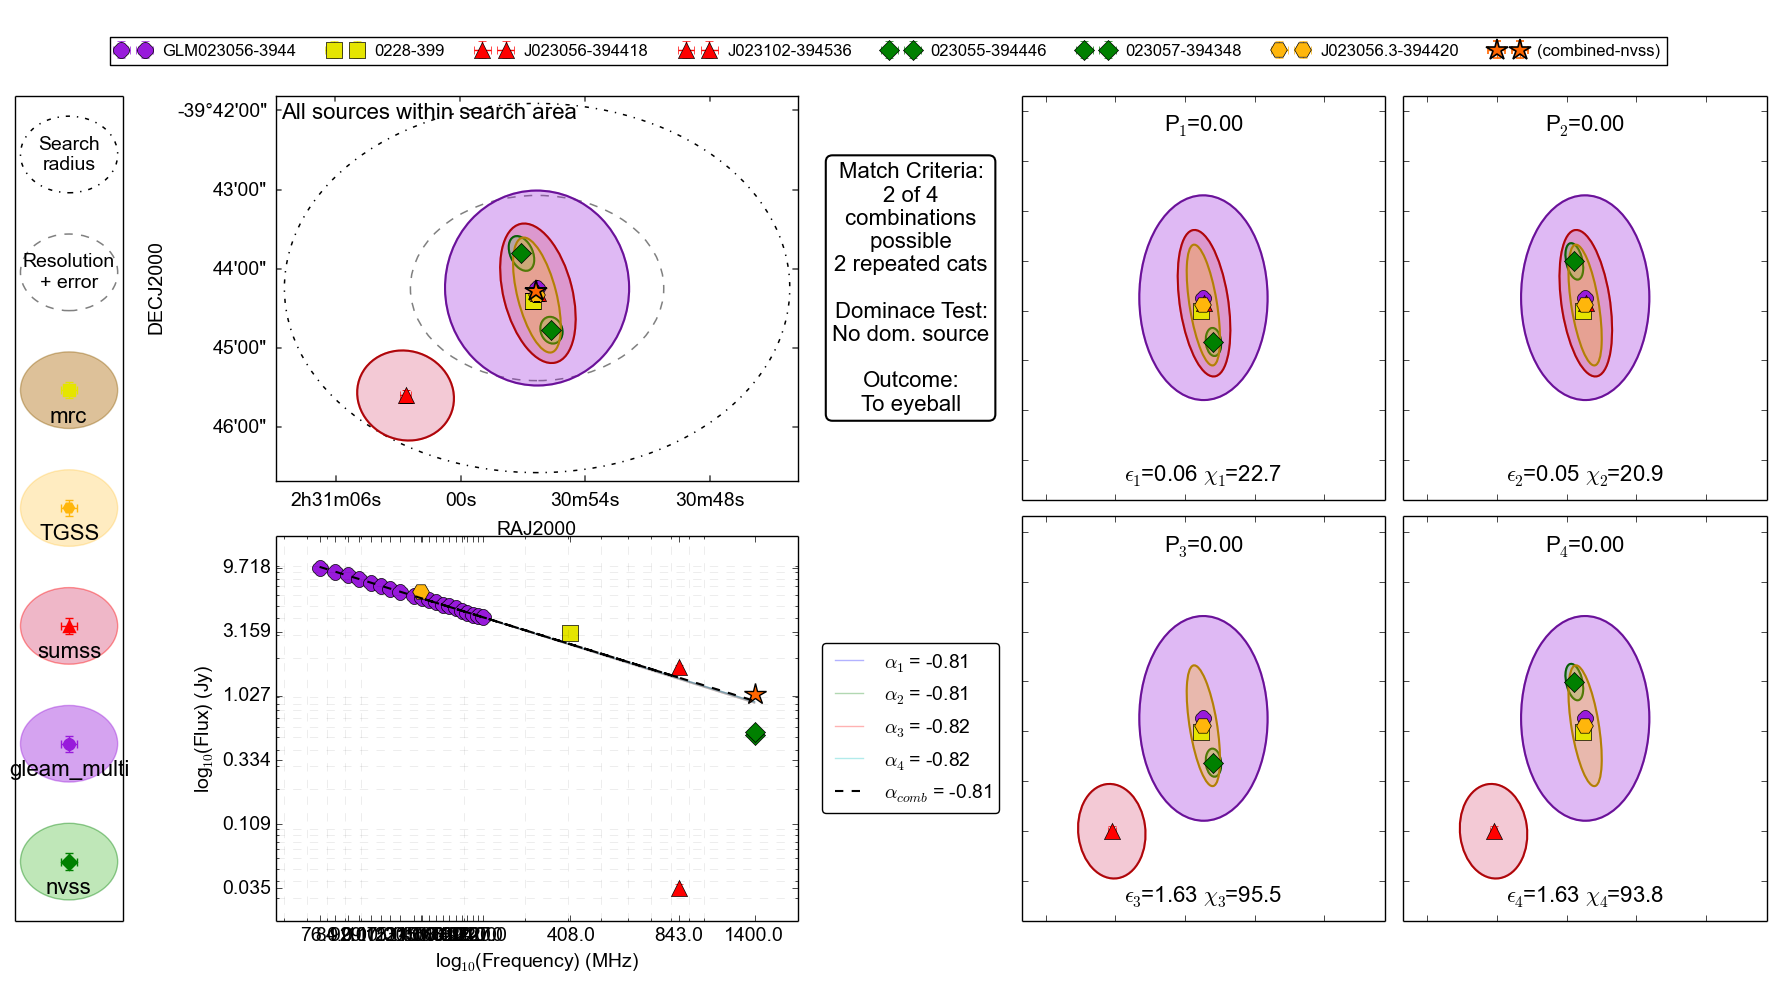 GLM023056-3944 0228-399 J023056-394418 J023102-394536 023055-394446 023057-394348 J023056.3-394420 (combined-nvss)
Search
radius
Resolution
+ error
mrc
TGSS
sumss
gleam_multi
nvss
All sources within search area
-39°42'00"
43'00"
44'00"
45'00"
46'00"
DECJ2000
2h31m06s 00s 30m54s 30m48s
RAJ2000
Match Criteria:
2 of 4
combinations
possible
2 repeated cats
Dominace Test:
No dom. source
Outcome:
To eyeball
P1=0.00
ϵ1=0.06 χ1=22.7
P2=0.00
ϵ2=0.05 χ2=20.9
9.718
3.159
1.027
0.334
0.109
0.035
log10(Flux) (Jy)
408.0 843.0 1400.0
log10(Frequency) (MHz)
α1 = -0.81
α2 = -0.81
α3 = -0.82
α4 = -0.82
αcomb = -0.81
P3=0.00
ϵ3=1.63 χ3=95.5
P4=0.00
ϵ4=1.63 χ4=93.8